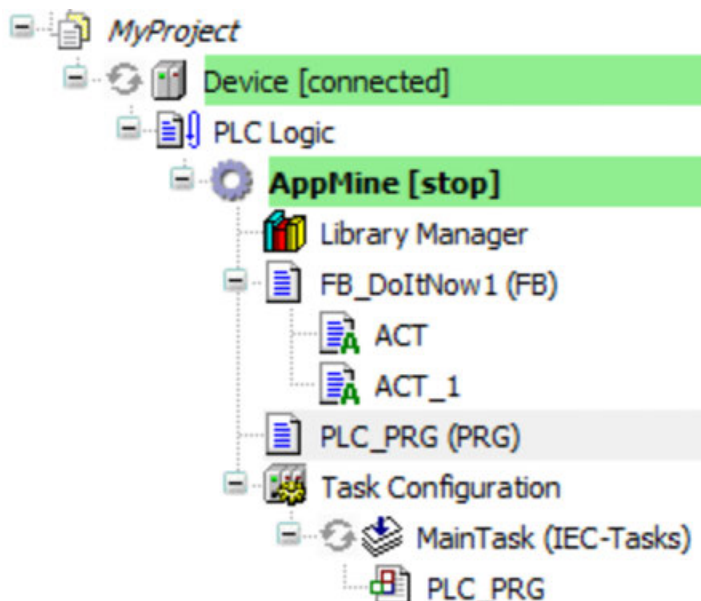 MyProject
Device [connected]
PLC Logic
AppMine [stop]
Library Manager
FB_DoItNow1 (FB)
ACT
ACT_1
PLC_PRG (PRG)
Task Configuration
MainTask (IEC-Tasks)
PLC_PRG